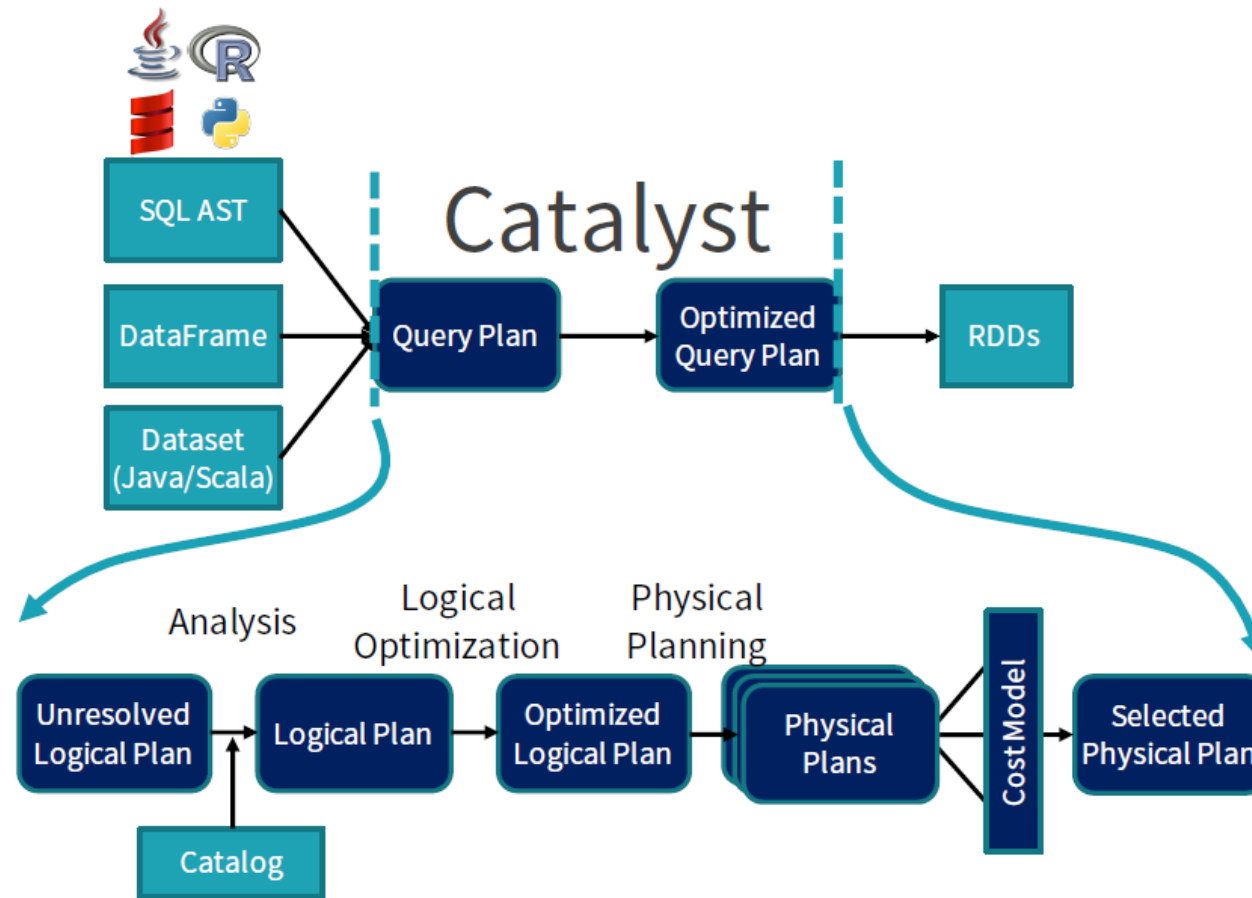 R
SQL AST
Catalyst
DataFrame
Query Plan
Optimized
Query Plan
RDDs
Dataset
(Java/Scala)
Analysis
Logical
Optimization
Physical
Planning
Unresolved
Logical Plan
Logical Plan
Optimized
Logical Plan
Physical
Plans
Cost Model
Selected
Physical Plan
Catalog